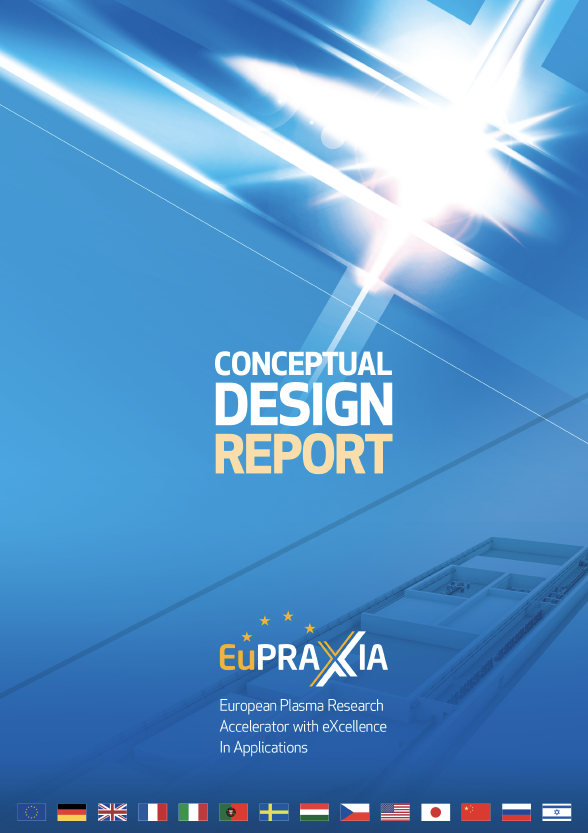 CONCEPTUAL
DESIGN
REPORT
EuPRAXIA
European Plasma Research
Accelerator with eXcellence
In Applications